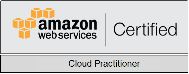 amazon
webservices
Certified
Cloud Practitioner